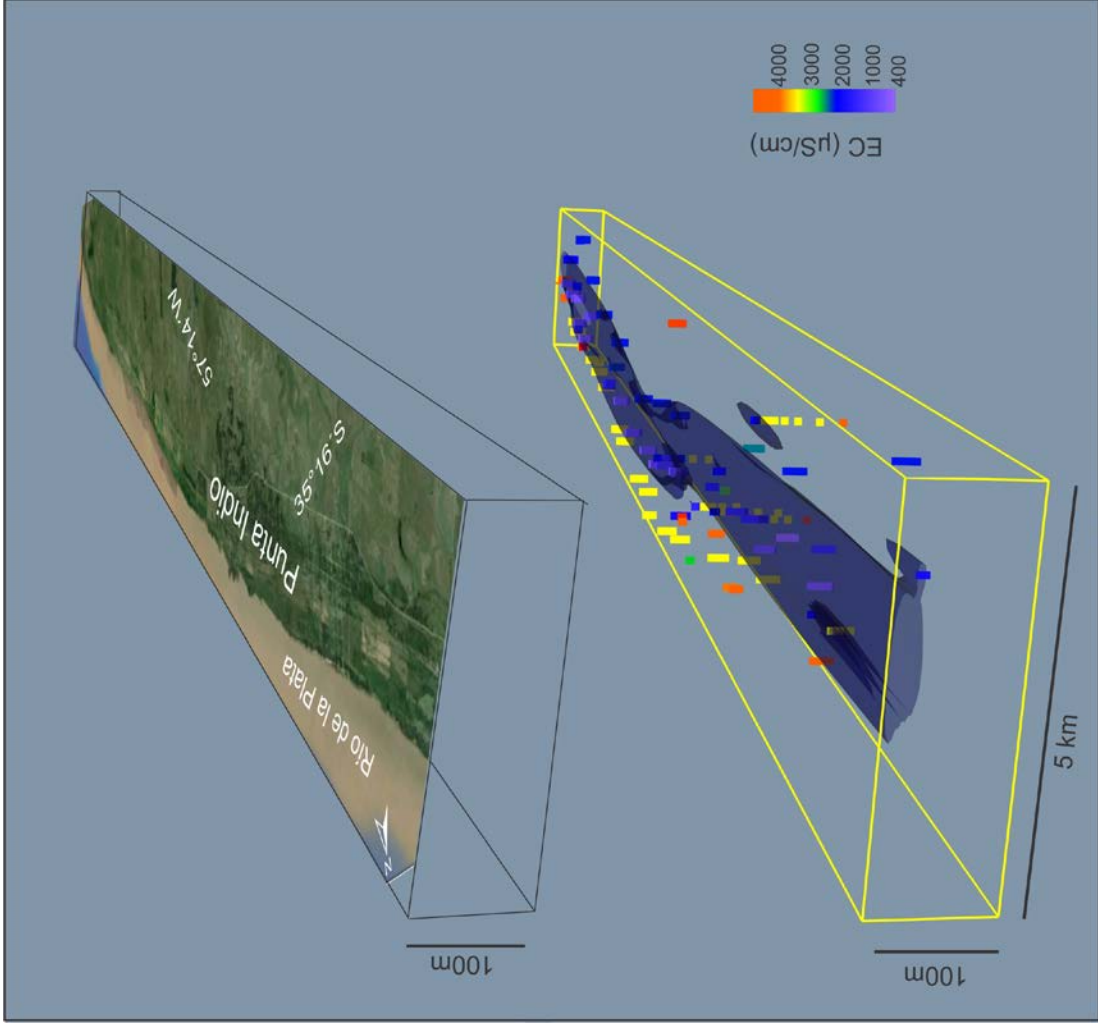 57°14'W
35°16'S
Punta Indio
Río de la Plata
N
100m
EC (µS/cm)
4000
3000
2000
1000
400
100m
5 km